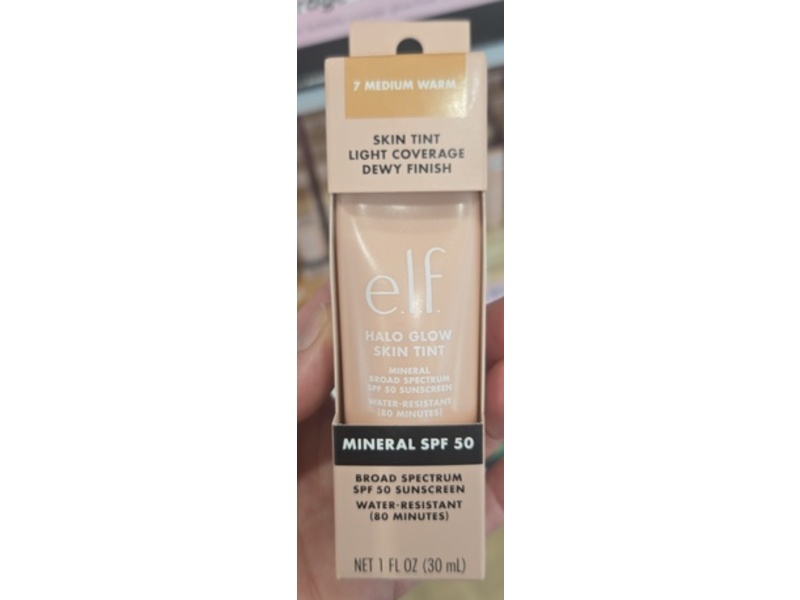 7 MEDIUM WARM
SKIN TINT
LIGHT COVERAGE
DEWY FINISH
e.l.f.
HALO GLOW
SKIN TINT
MINERAL
BROAD SPECTRUM
SPF 50 SUNSCREEN
WATER-RESISTANT
(80 MINUTES)
MINERAL SPF 50
BROAD SPECTRUM
SPF 50 SUNSCREEN
WATER-RESISTANT
(80 MINUTES)
NET 1 FL OZ (30 mL)